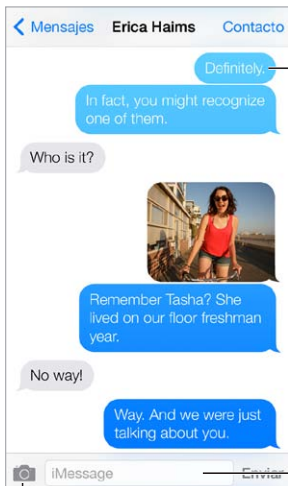 Mensajes Erica Haims Contacto
Definitely.
In fact, you might recognize
one of them.
Who is it?
Remember Tasha? She
lived on our floor freshman
year.
No way!
Way. And we were just
talking about you.
iMessage Enviar